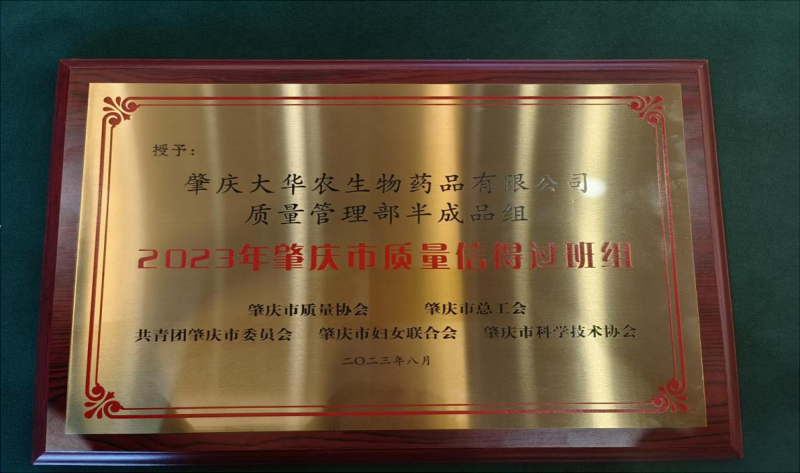 授予：
肇庆大华农生物药品有限公司
质量管理部半成品组
2023年肇庆市质量信得过班组
肇庆市质量协会 肇庆市总工会
共青团肇庆市委员会 肇庆市妇女联合会 肇庆市科学技术协会
二〇二三年八月